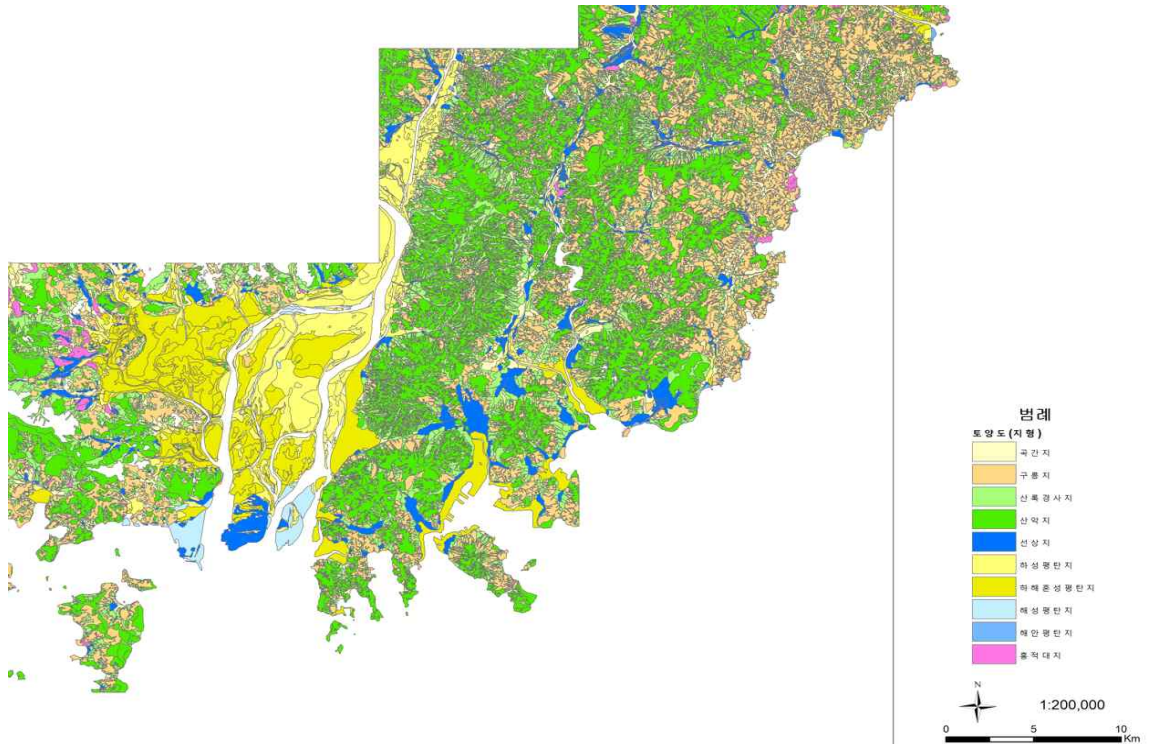 범례
토양도(지형)
곡간지
구릉지
산록경사지
산악지
선상지
하성평탄지
하해혼성평탄지
해성평탄지
해안평탄지
홍적대지
N
1:200,000
0 5 10
Km